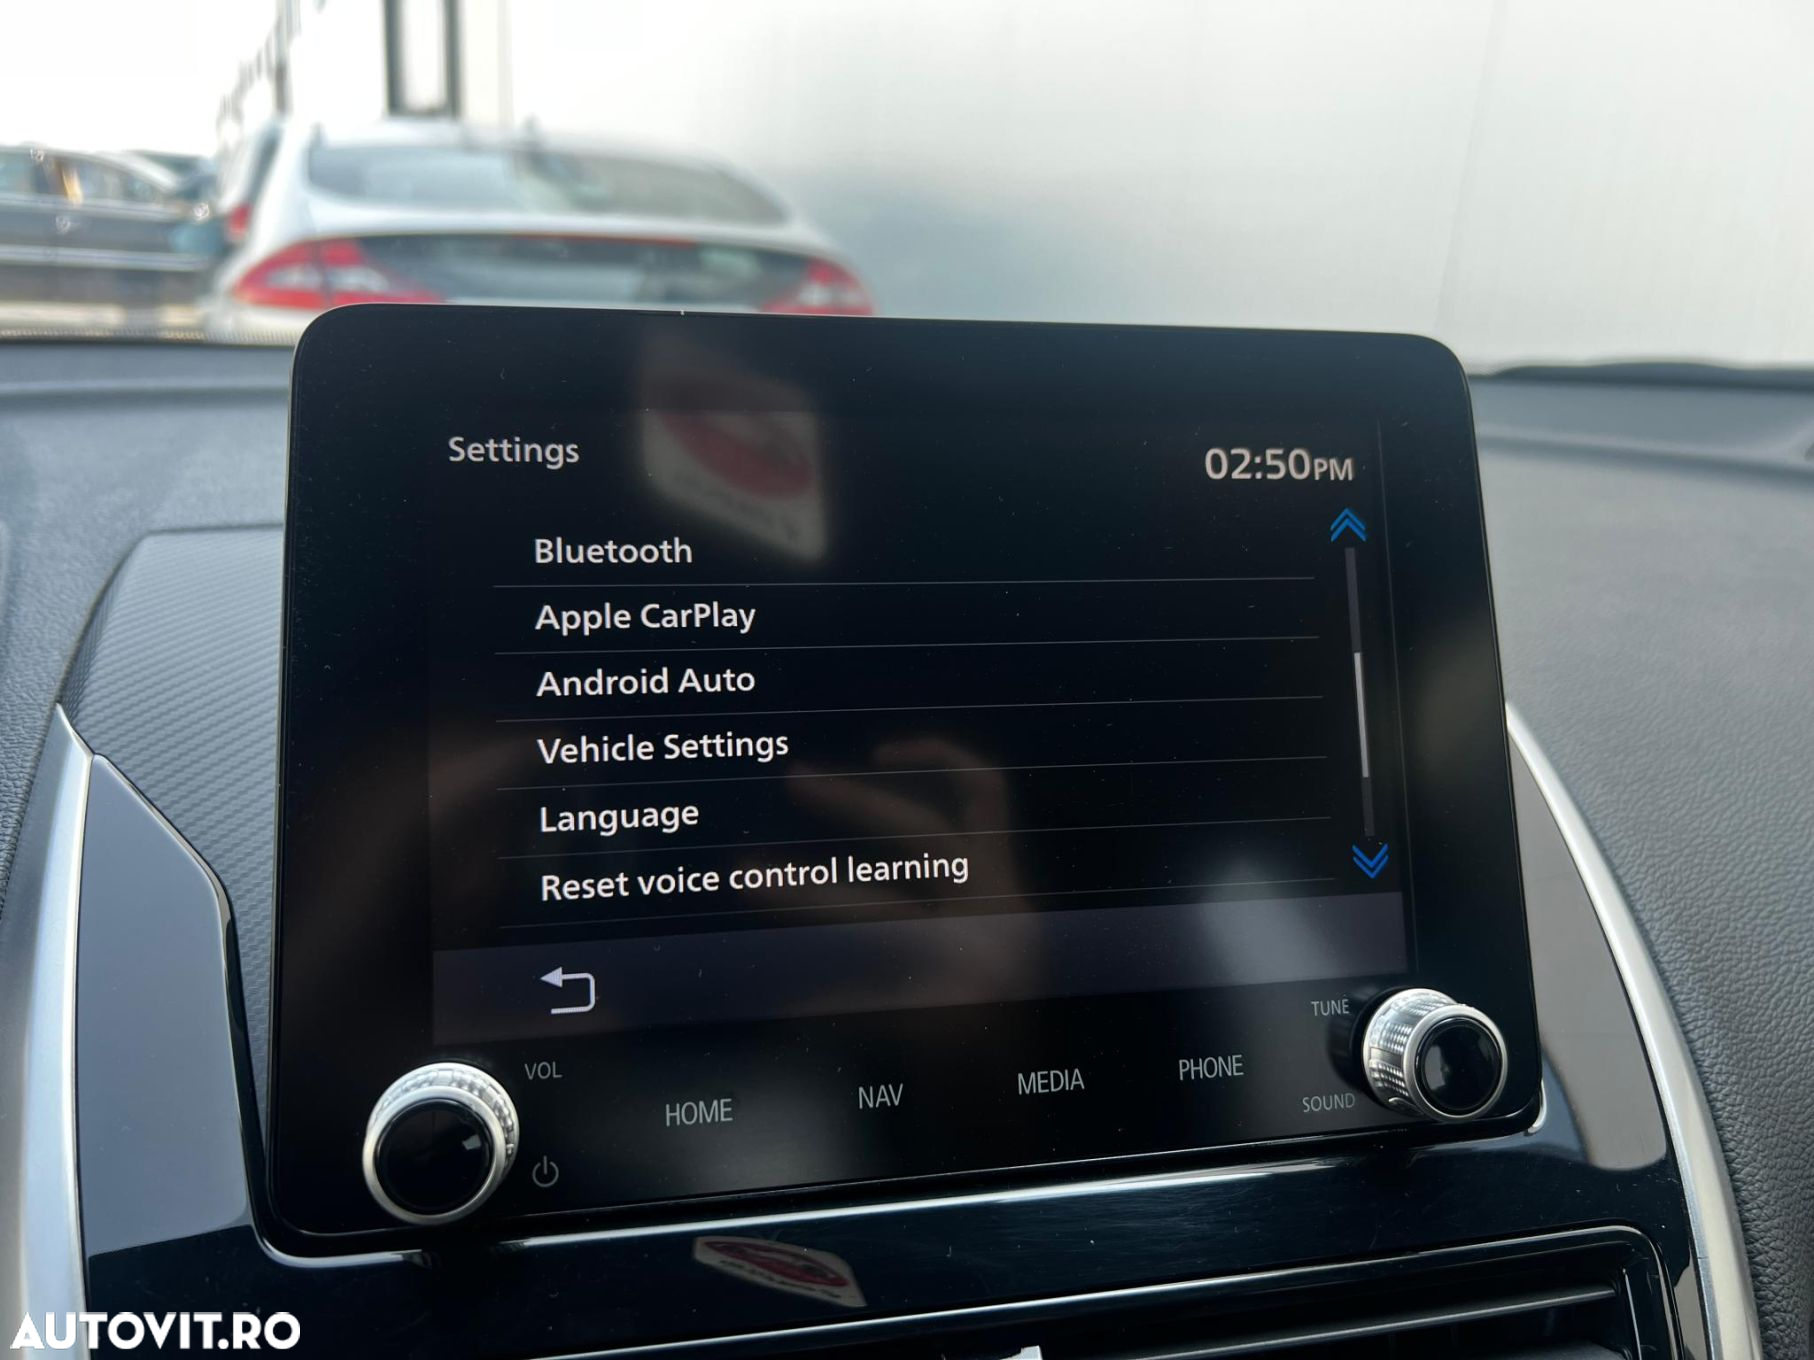 Settings
02:50PM
Bluetooth
Apple CarPlay
Android Auto
Vehicle Settings
Language
Reset voice control learning
VOL
HOME
NAV
MEDIA
PHONE
TUNE
SOUND
AUTOVIT.RO